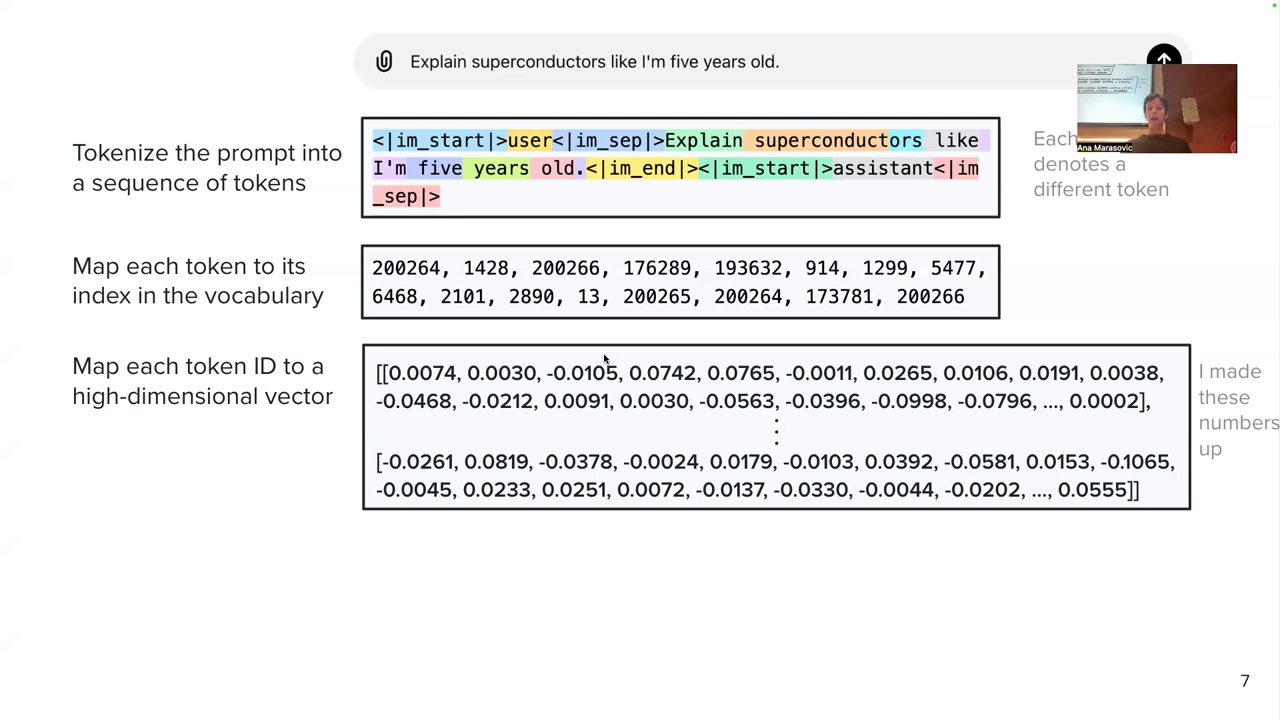 Explain superconductors like I'm five years old.
Tokenize the prompt into
a sequence of tokens
<|im_start|>user<|im_sep|>Explain superconductors like
I'm five years old.<|im_end|><|im_start|>assistant<|im
_sep|>
Each
denotes a
different token
Ana Marasovic
Map each token to its
index in the vocabulary
200264, 1428, 200266, 176289, 193632, 914, 1299, 5477,
6468, 2101, 2890, 13, 200265, 200264, 173781, 200266
Map each token ID to a
high-dimensional vector
[[0.0074, 0.0030, -0.0105, 0.0742, 0.0765, -0.0011, 0.0265, 0.0106, 0.0191, 0.0038,
-0.0468, -0.0212, 0.0091, 0.0030, -0.0563, -0.0396, -0.0998, -0.0796, ..., 0.0002],
⋮
[-0.0261, 0.0819, -0.0378, -0.0024, 0.0179, -0.0103, 0.0392, -0.0581, 0.0153, -0.1065,
-0.0045, 0.0233, 0.0251, 0.0072, -0.0137, -0.0330, -0.0044, -0.0202, ..., 0.0555]]
I made
these
numbers
up
7